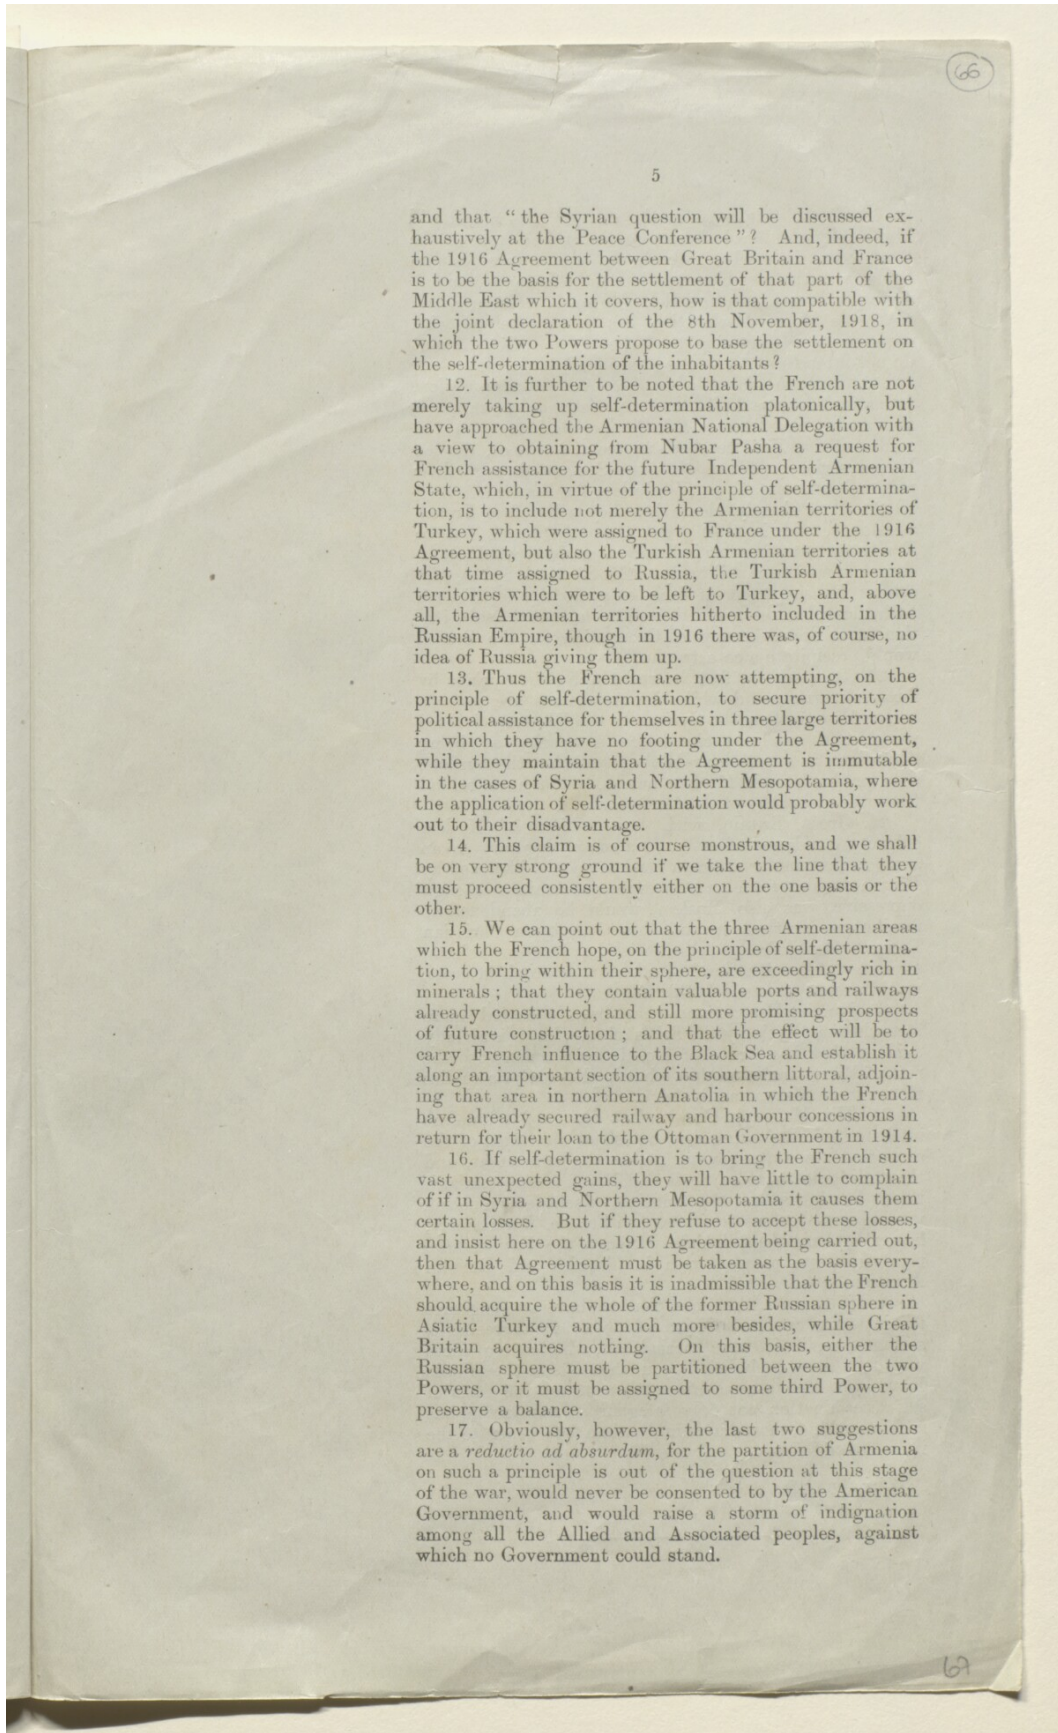 66
5
and that “ the Syrian question will be discussed ex-
haustively at the Peace Conference ” ? And, indeed, if
the 1916 Agreement between Great Britain and France
is to be the basis for the settlement of that part of the
Middle East which it covers, how is that compatible with
the joint declaration of the 8th November, 1918, in
which the two Powers propose to base the settlement on
the self-determination of the inhabitants ?
12. It is further to be noted that the French are not
merely taking up self-determination platonically, but
have approached the Armenian National Delegation with
a view to obtaining from Nubar Pasha a request for
French assistance for the future Independent Armenian
State, which, in virtue of the principle of self-determina-
tion, is to include not merely the Armenian territories of
Turkey, which were assigned to France under the 1916
Agreement, but also the Turkish Armenian territories at
that time assigned to Russia, the Turkish Armenian
territories which were to be left to Turkey, and, above
all, the Armenian territories hitherto included in the
Russian Empire, though in 1916 there was, of course, no
idea of Russia giving them up.
13. Thus the French are now attempting, on the
principle of self-determination, to secure priority of
political assistance for themselves in three large territories
in which they have no footing under the Agreement,
while they maintain that the Agreement is immutable
in the cases of Syria and Northern Mesopotamia, where
the application of self-determination would probably work
out to their disadvantage.
14. This claim is of course monstrous, and we shall
be on very strong ground if we take the line that they
must proceed consistently either on the one basis or the
other.
15. We can point out that the three Armenian areas
which the French hope, on the principle of self-determina-
tion, to bring within their sphere, are exceedingly rich in
minerals ; that they contain valuable ports and railways
already constructed, and still more promising prospects
of future construction ; and that the effect will be to
carry French influence to the Black Sea and establish it
along an important section of its southern littoral, adjoin-
ing that area in northern Anatolia in which the French
have already secured railway and harbour concessions in
return for their loan to the Ottoman Government in 1914.
16. If self-determination is to bring the French such
vast unexpected gains, they will have little to complain
of if in Syria and Northern Mesopotamia it causes them
certain losses. But if they refuse to accept these losses,
and insist here on the 1916 Agreement being carried out,
then that Agreement must be taken as the basis every-
where, and on this basis it is inadmissible that the French
should acquire the whole of the former Russian sphere in
Asiatic Turkey and much more besides, while Great
Britain acquires nothing. On this basis, either the
Russian sphere must be partitioned between the two
Powers, or it must be assigned to some third Power, to
preserve a balance.
17. Obviously, however, the last two suggestions
are a reductio ad absurdum, for the partition of Armenia
on such a principle is out of the question at this stage
of the war, would never be consented to by the American
Government, and would raise a storm of indignation
among all the Allied and Associated peoples, against
which no Government could stand.
67